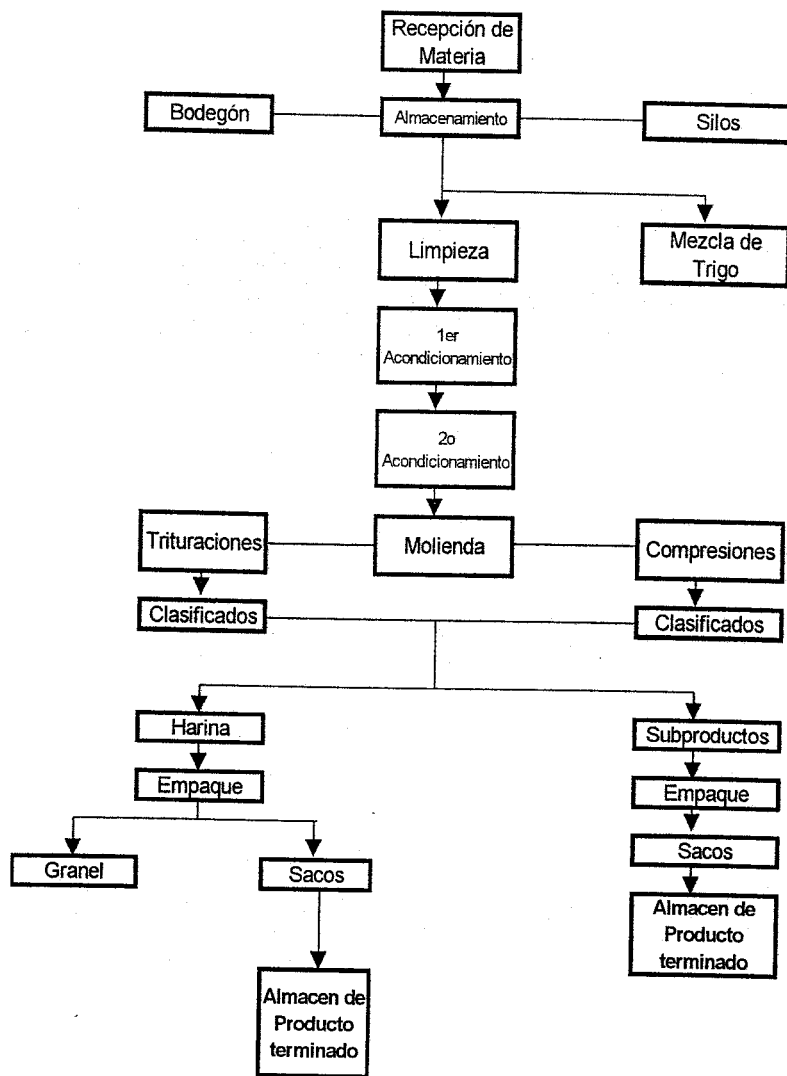 Recepción de
Materia
Bodegón
Almacenamiento
Silos
Limpieza
Mezcla de
Trigo
1er
Acondicionamiento
2o
Acondicionamiento
Trituraciones
Molienda
Compresiones
Clasificados
Clasificados
Harina
Subproductos
Empaque
Empaque
Granel
Sacos
Sacos
Almacen de
Producto
terminado
Almacen de
Producto
terminado